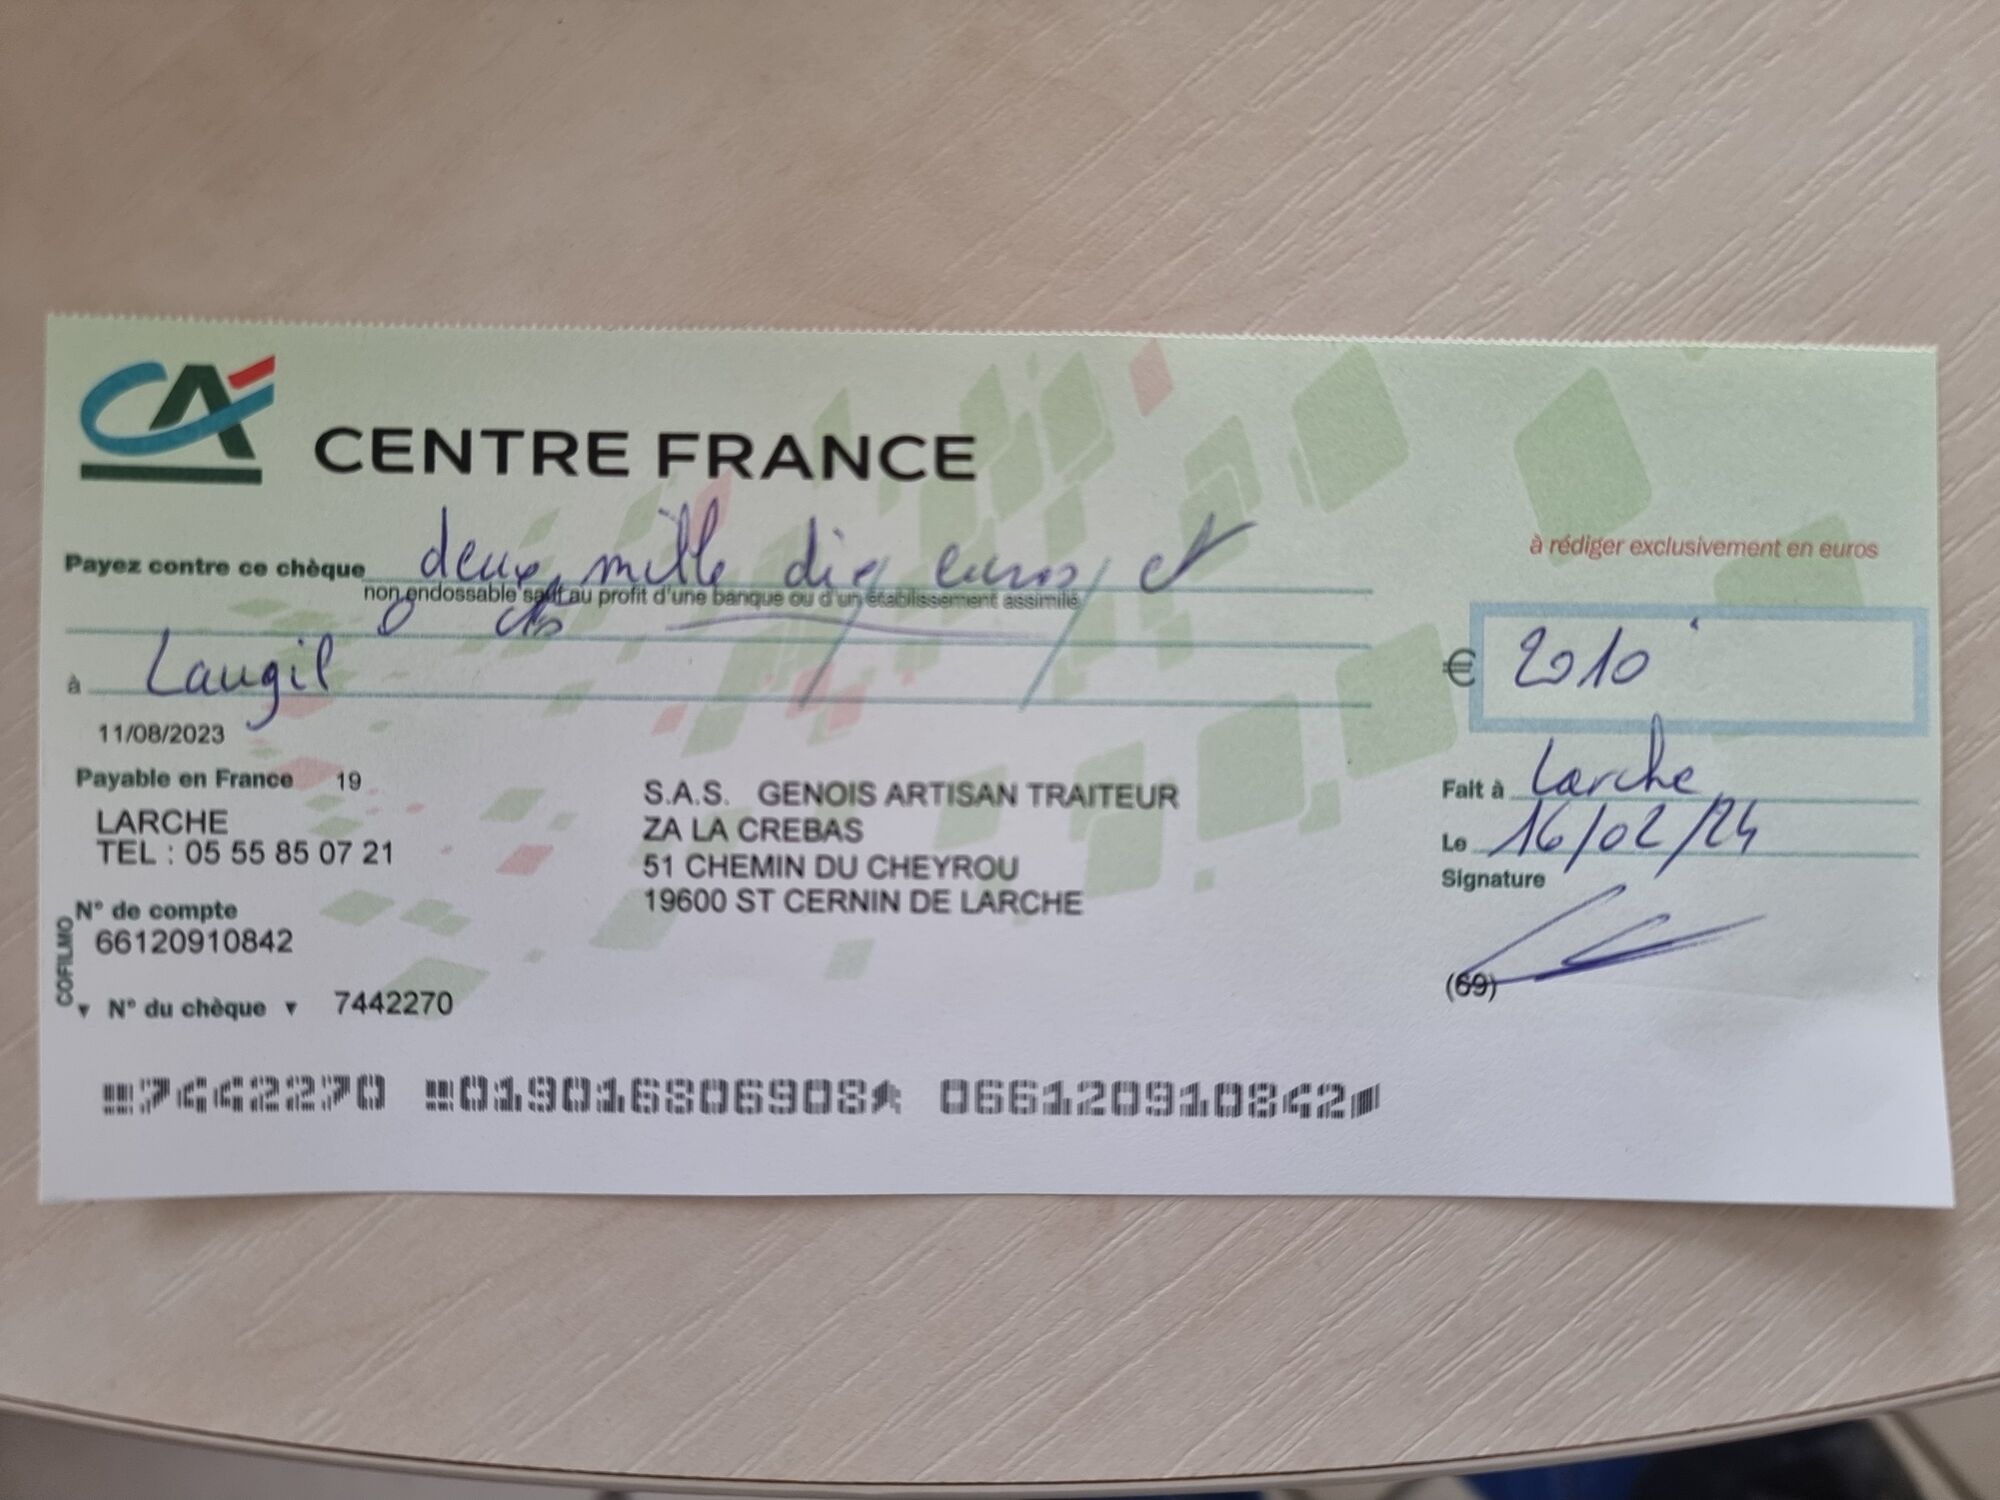 CA CENTRE FRANCE
Payez contre ce chèque deux mille dix euros et
non endossable sauf au profit d'une banque ou d'un établissement assimilé
0 cts
à rédiger exclusivement en euros
à Laugil
€ 2010
11/08/2023
Payable en France 19
LARCHE
TEL : 05 55 85 07 21
S.A.S. GENOIS ARTISAN TRAITEUR
ZA LA CREBAS
51 CHEMIN DU CHEYROU
19600 ST CERNIN DE LARCHE
Fait à Larche
Le 16/02/24
Signature
(69)
N° de compte
66120910842
COFILMO
N° du chèque 7442270
7442270 019016806908 066120910842